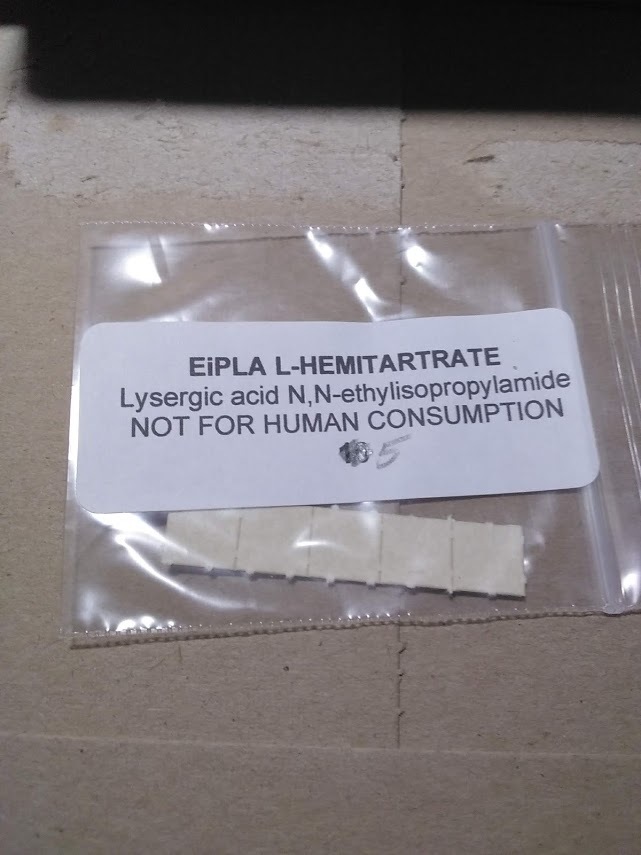 EiPLA L-HEMITARTRATE
Lysergic acid N,N-ethylisopropylamide
NOT FOR HUMAN CONSUMPTION
5